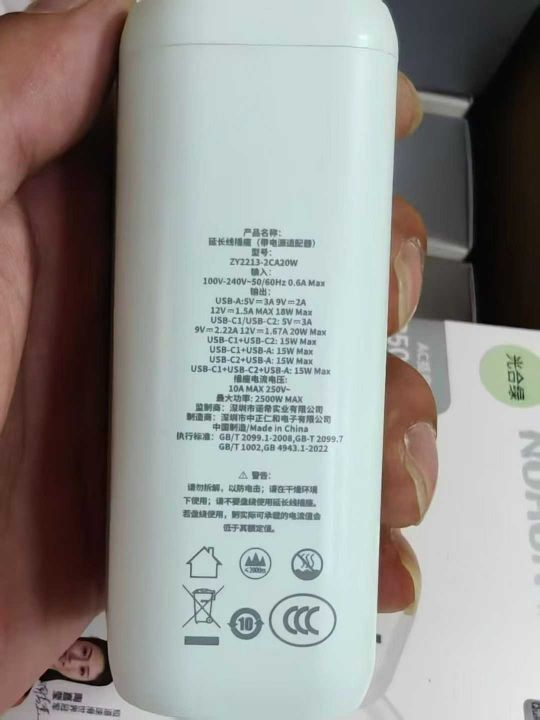 产品名称：
延长线插座（带电源适配器）
型号：
ZY2213-2CA20W
输入：
100V-240V~50/60Hz 0.6A Max
输出：
USB-A:5V⎓3A 9V⎓2A
12V⎓1.5A MAX 18W Max
USB-C1/USB-C2: 5V⎓3A
9V⎓2.22A 12V⎓1.67A 20W Max
USB-C1+USB-C2: 15W Max
USB-C1+USB-A: 15W Max
USB-C2+USB-A: 15W Max
USB-C1+USB-C2+USB-A: 15W Max
插座电流电压：
10A MAX 250V~
最大功率：2500W MAX
监制商：深圳市诺希实业有限公司
制造商：深圳市中正仁和电子有限公司
中国制造/Made in China
执行标准：GB/T 2099.1-2008,GB-T 2099.7
GB/T 1002,GB 4943.1-2022
⚠ 警告：
请勿拆解，以防电击；请在干燥环境
下使用；请不要盘绕使用延长线插座。
若盘绕使用，则实际可承载的电流值会
低于其额定值。
≤2000m
10
CCC
光合绿